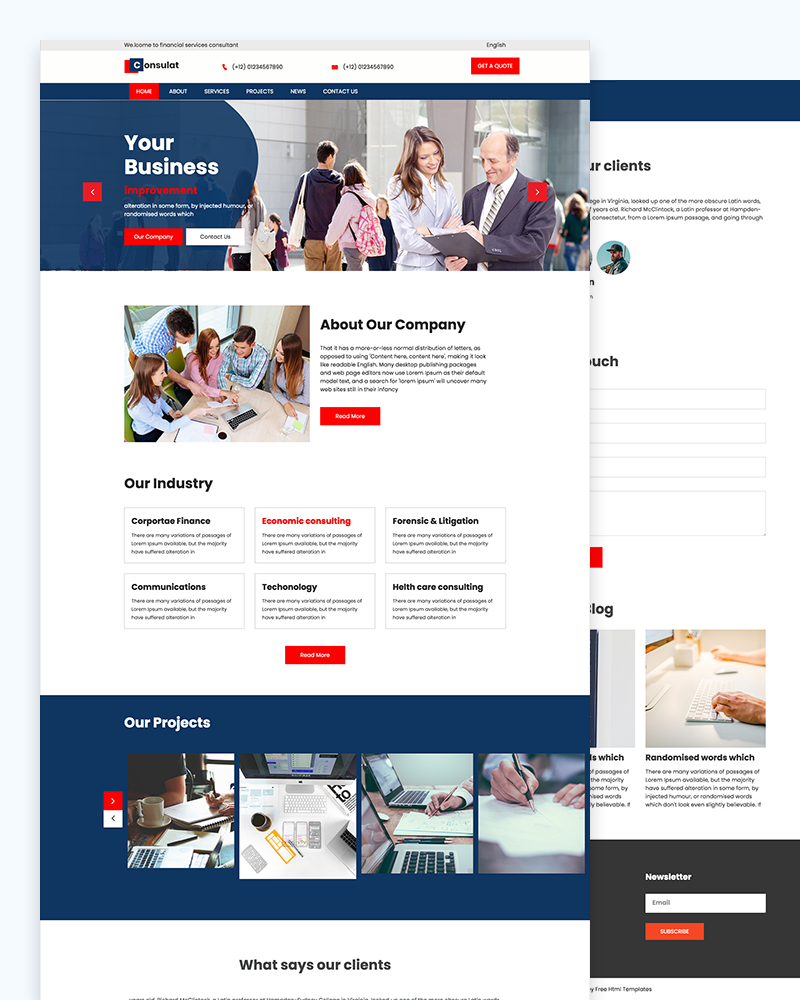 We.lcome to financial services consultant
English
Consulat
(+12) 01234567890
(+12) 01234567890
GET A QUOTE
HOME
ABOUT
SERVICES
PROJECTS
NEWS
CONTACT US
Your
Business
Improvement
alteration in some form, by injected humour, or
randomised words which
Our Company
Contact Us
About Our Company
That it has a more-or-less normal distribution of letters, as
opposed to using 'Content here, content here', making it look
like readable English. Many desktop publishing packages
and web page editors now use Lorem Ipsum as their default
model text, and a search for 'lorem ipsum' will uncover many
web sites still in their infancy
Read More
Our Industry
Corportae Finance
There are many variations of passages of
Lorem Ipsum available, but the majority
have suffered alteration in
Economic consulting
There are many variations of passages of
Lorem Ipsum available, but the majority
have suffered alteration in
Forensic & Litigation
There are many variations of passages of
Lorem Ipsum available, but the majority
have suffered alteration in
Communications
There are many variations of passages of
Lorem Ipsum available, but the majority
have suffered alteration in
Techonology
There are many variations of passages of
Lorem Ipsum available, but the majority
have suffered alteration in
Helth care consulting
There are many variations of passages of
Lorem Ipsum available, but the majority
have suffered alteration in
Read More
Our Projects
What says our clients
ur clients
ege in Virginia, looked up one of the more obscure Latin words,
years old. Richard McClintock, a Latin professor at Hampden-
consectetur, from a Lorem Ipsum passage, and going through
n
ouch
Blog
ds which
of passages of
the majority
some form, by
mised words
y believable. If
Randomised words which
There are many variations of passages of
Lorem Ipsum available, but the majority
have suffered alteration in some form, by
injected humour, or randomised words
which don't look even slightly believable. If
Newsletter
Email
SUBSCRIBE
y Free Html Templates